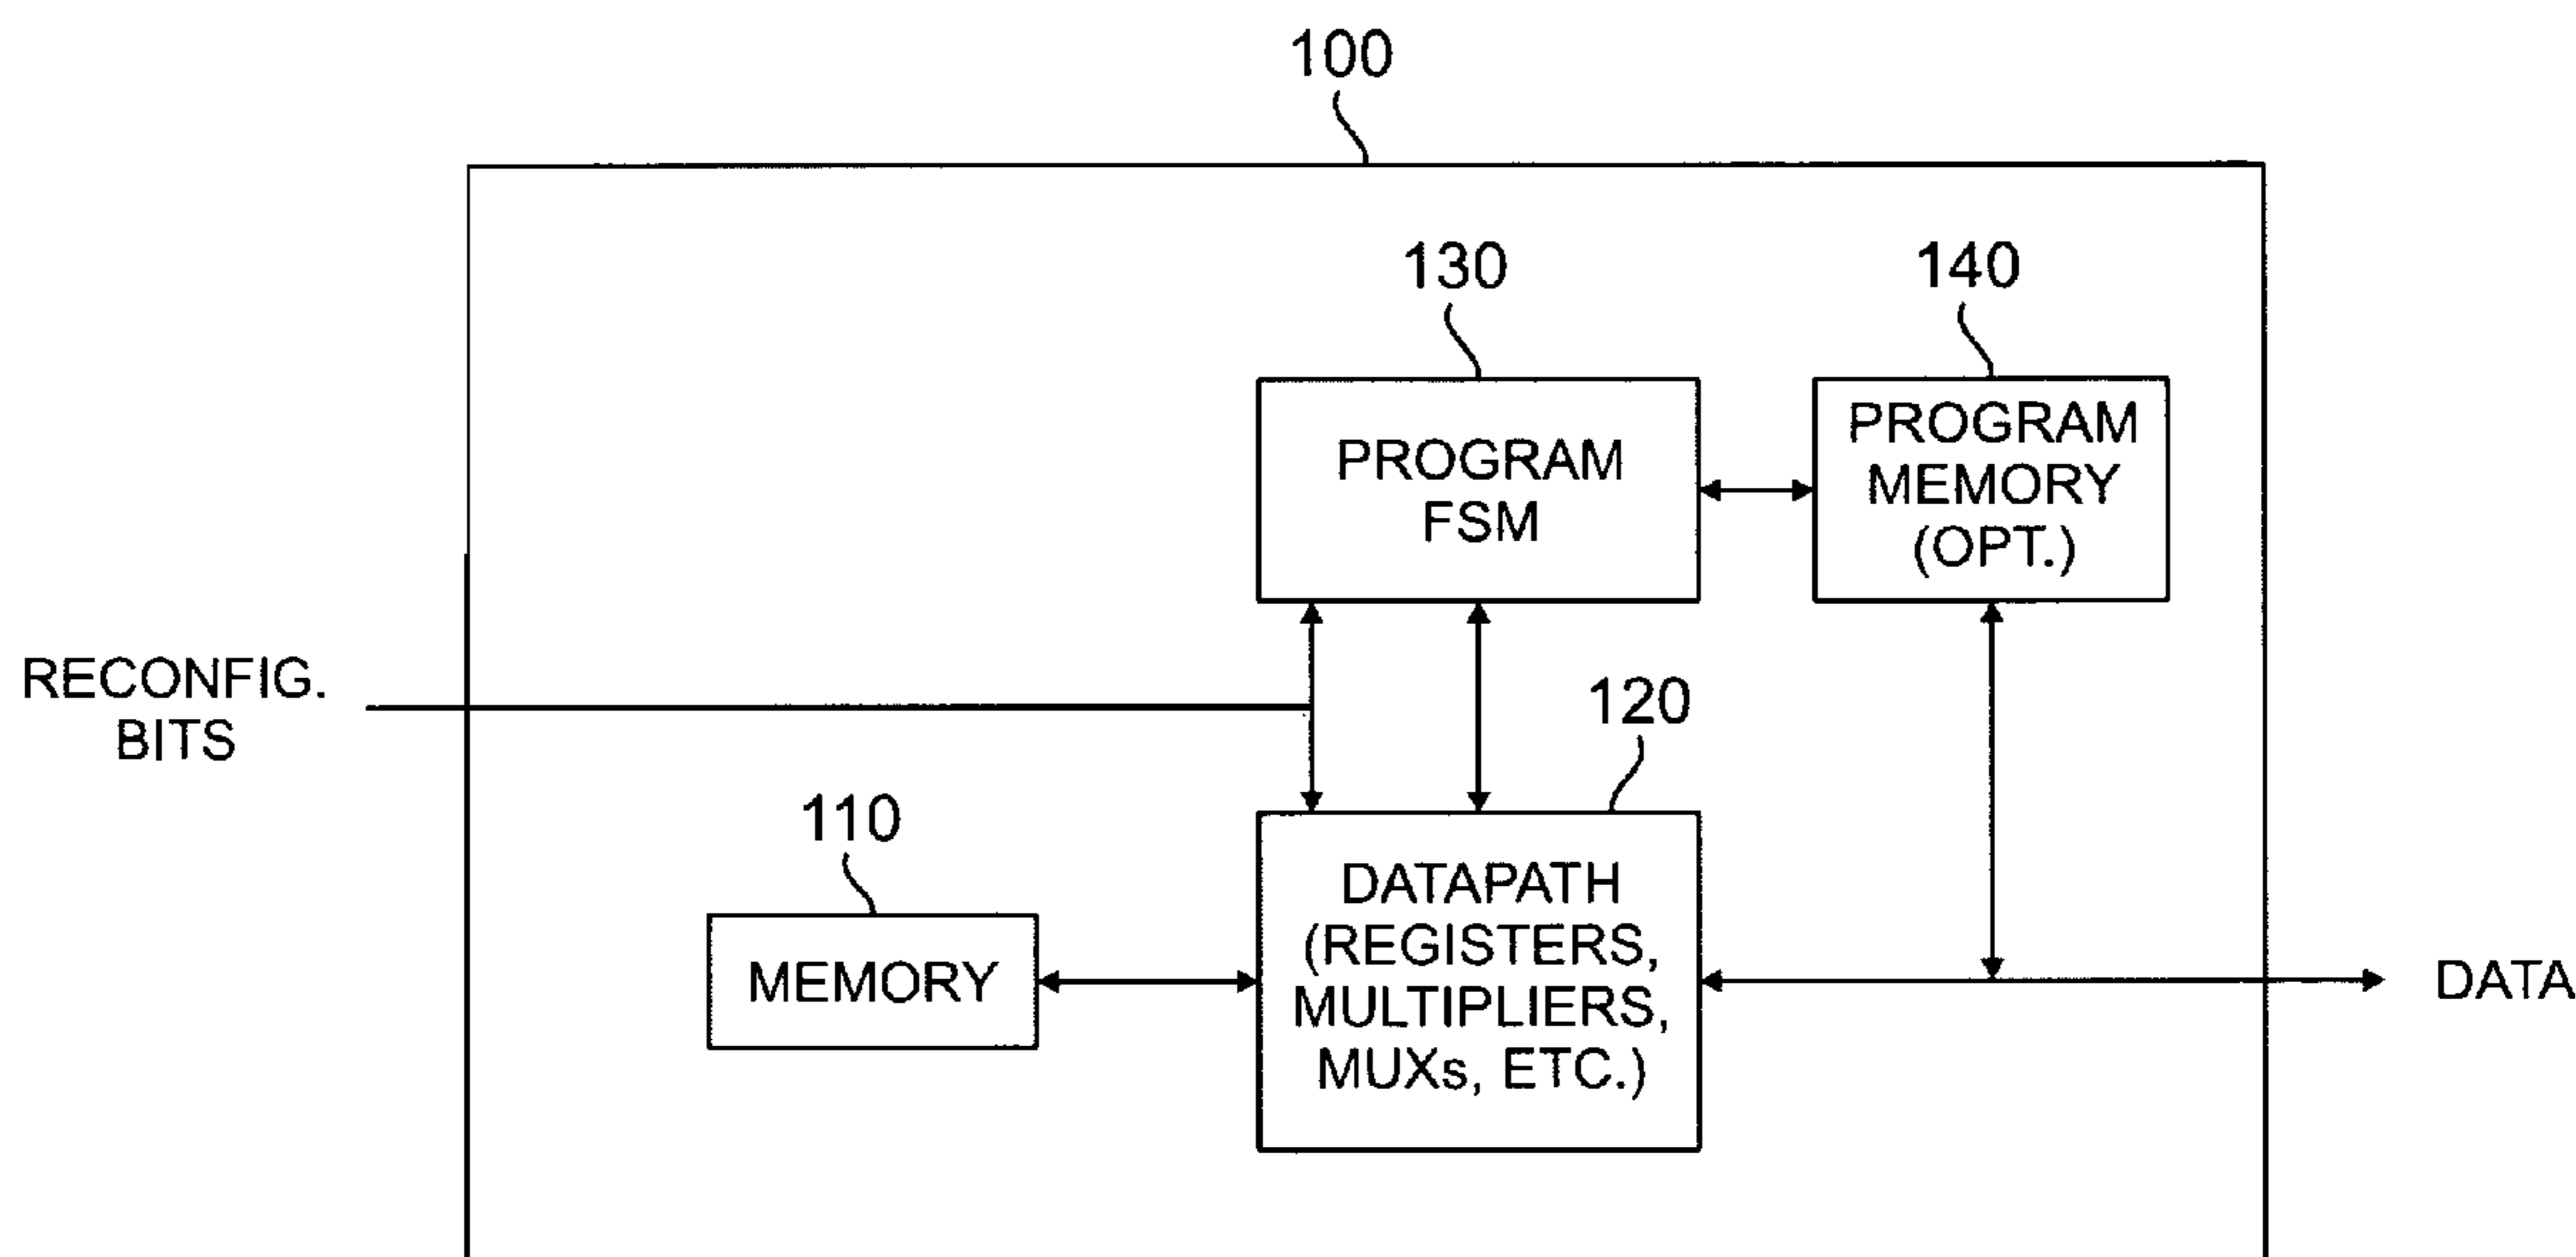 100
130
140
PROGRAM
FSM
PROGRAM
MEMORY
(OPT.)
RECONFIG.
BITS
120
110
MEMORY
DATAPATH
(REGISTERS,
MULTIPLIERS,
MUXs, ETC.)
DATA